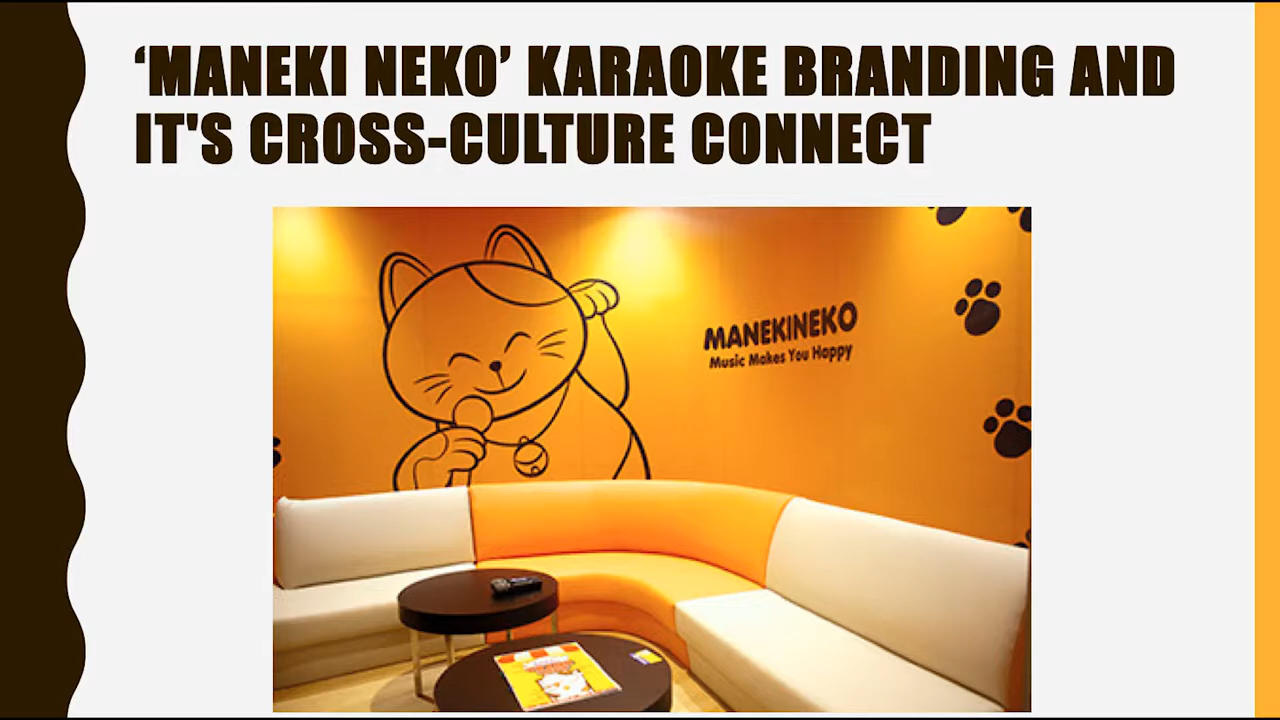 ‘MANEKI NEKO’ KARAOKE BRANDING AND
IT'S CROSS-CULTURE CONNECT
MANEKINEKO
Music Makes You Happy